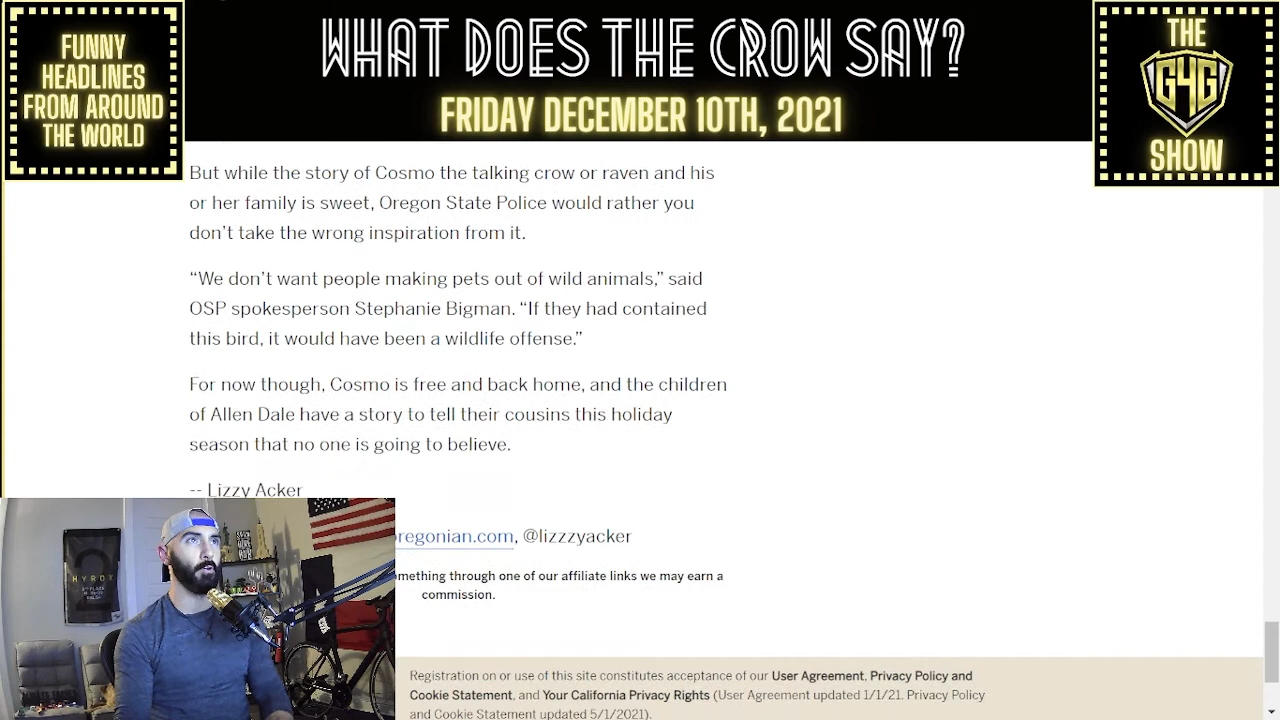 FUNNY
HEADLINES
FROM AROUND
THE WORLD
WHAT DOES THE CROW SAY?
FRIDAY DECEMBER 10TH, 2021
THE
G4G
SHOW
But while the story of Cosmo the talking crow or raven and his
or her family is sweet, Oregon State Police would rather you
don’t take the wrong inspiration from it.
“We don’t want people making pets out of wild animals,” said
OSP spokesperson Stephanie Bigman. “If they had contained
this bird, it would have been a wildlife offense.”
For now though, Cosmo is free and back home, and the children
of Allen Dale have a story to tell their cousins this holiday
season that no one is going to believe.
-- Lizzy Acker
regonian.com, @lizzzyacker
mething through one of our affiliate links we may earn a
commission.
HYROX
Registration on or use of this site constitutes acceptance of our User Agreement, Privacy Policy and
Cookie Statement, and Your California Privacy Rights (User Agreement updated 1/1/21. Privacy Policy
and Cookie Statement updated 5/1/2021).